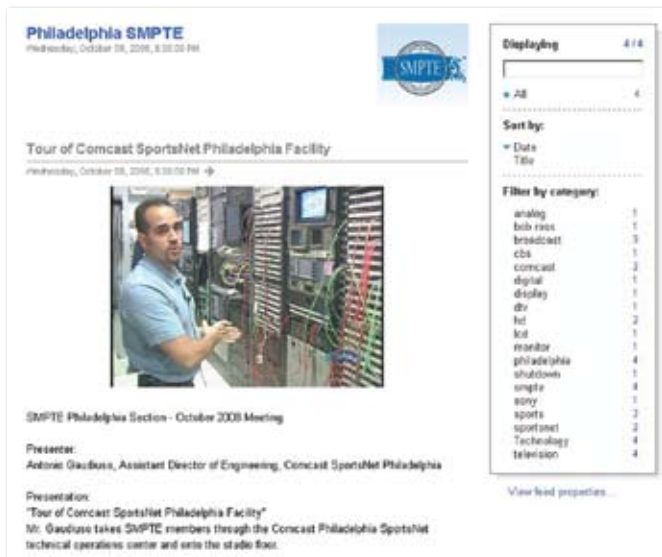 Philadelphia SMPTE
Wednesday, October 08, 2008, 8:00:00 PM
SMPTE
Tour of Comcast SportsNet Philadelphia Facility
Wednesday, October 08, 2008, 8:00:00 PM
SMPTE Philadelphia Section - October 2008 Meeting
Presenter:
Antonio Gaudiuso, Assistant Director of Engineering, Comcast SportsNet Philadelphia
Presentation:
"Tour of Comcast SportsNet Philadelphia Facility"
Mr. Gaudiuso takes SMPTE members through the Comcast Philadelphia SportsNet
technical operations center and onto the studio floor.
Displaying 4 / 4
All 4
Sort by:
Date
Title
Filter by category:
analog 1
bob ross 1
broadcast 3
cbs 1
comcast 2
digital 1
display 1
dtv 1
hd 2
lcd 1
monitor 1
philadelphia 4
shutdown 1
smpte 4
sony 1
sports 2
sportsnet 2
Technology 4
television 4
View feed properties...